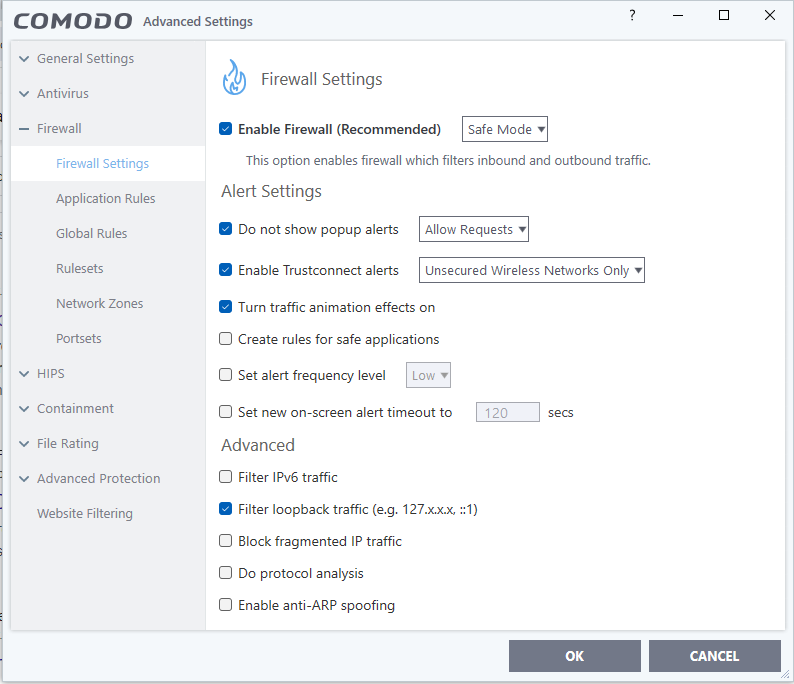 COMODO Advanced Settings
?
General Settings
Antivirus
Firewall
Firewall Settings
Application Rules
Global Rules
Rulesets
Network Zones
Portsets
HIPS
Containment
File Rating
Advanced Protection
Website Filtering
Firewall Settings
Enable Firewall (Recommended) Safe Mode
This option enables firewall which filters inbound and outbound traffic.
Alert Settings
Do not show popup alerts Allow Requests
Enable Trustconnect alerts Unsecured Wireless Networks Only
Turn traffic animation effects on
Create rules for safe applications
Set alert frequency level Low
Set new on-screen alert timeout to 120 secs
Advanced
Filter IPv6 traffic
Filter loopback traffic (e.g. 127.x.x.x, ::1)
Block fragmented IP traffic
Do protocol analysis
Enable anti-ARP spoofing
OK CANCEL